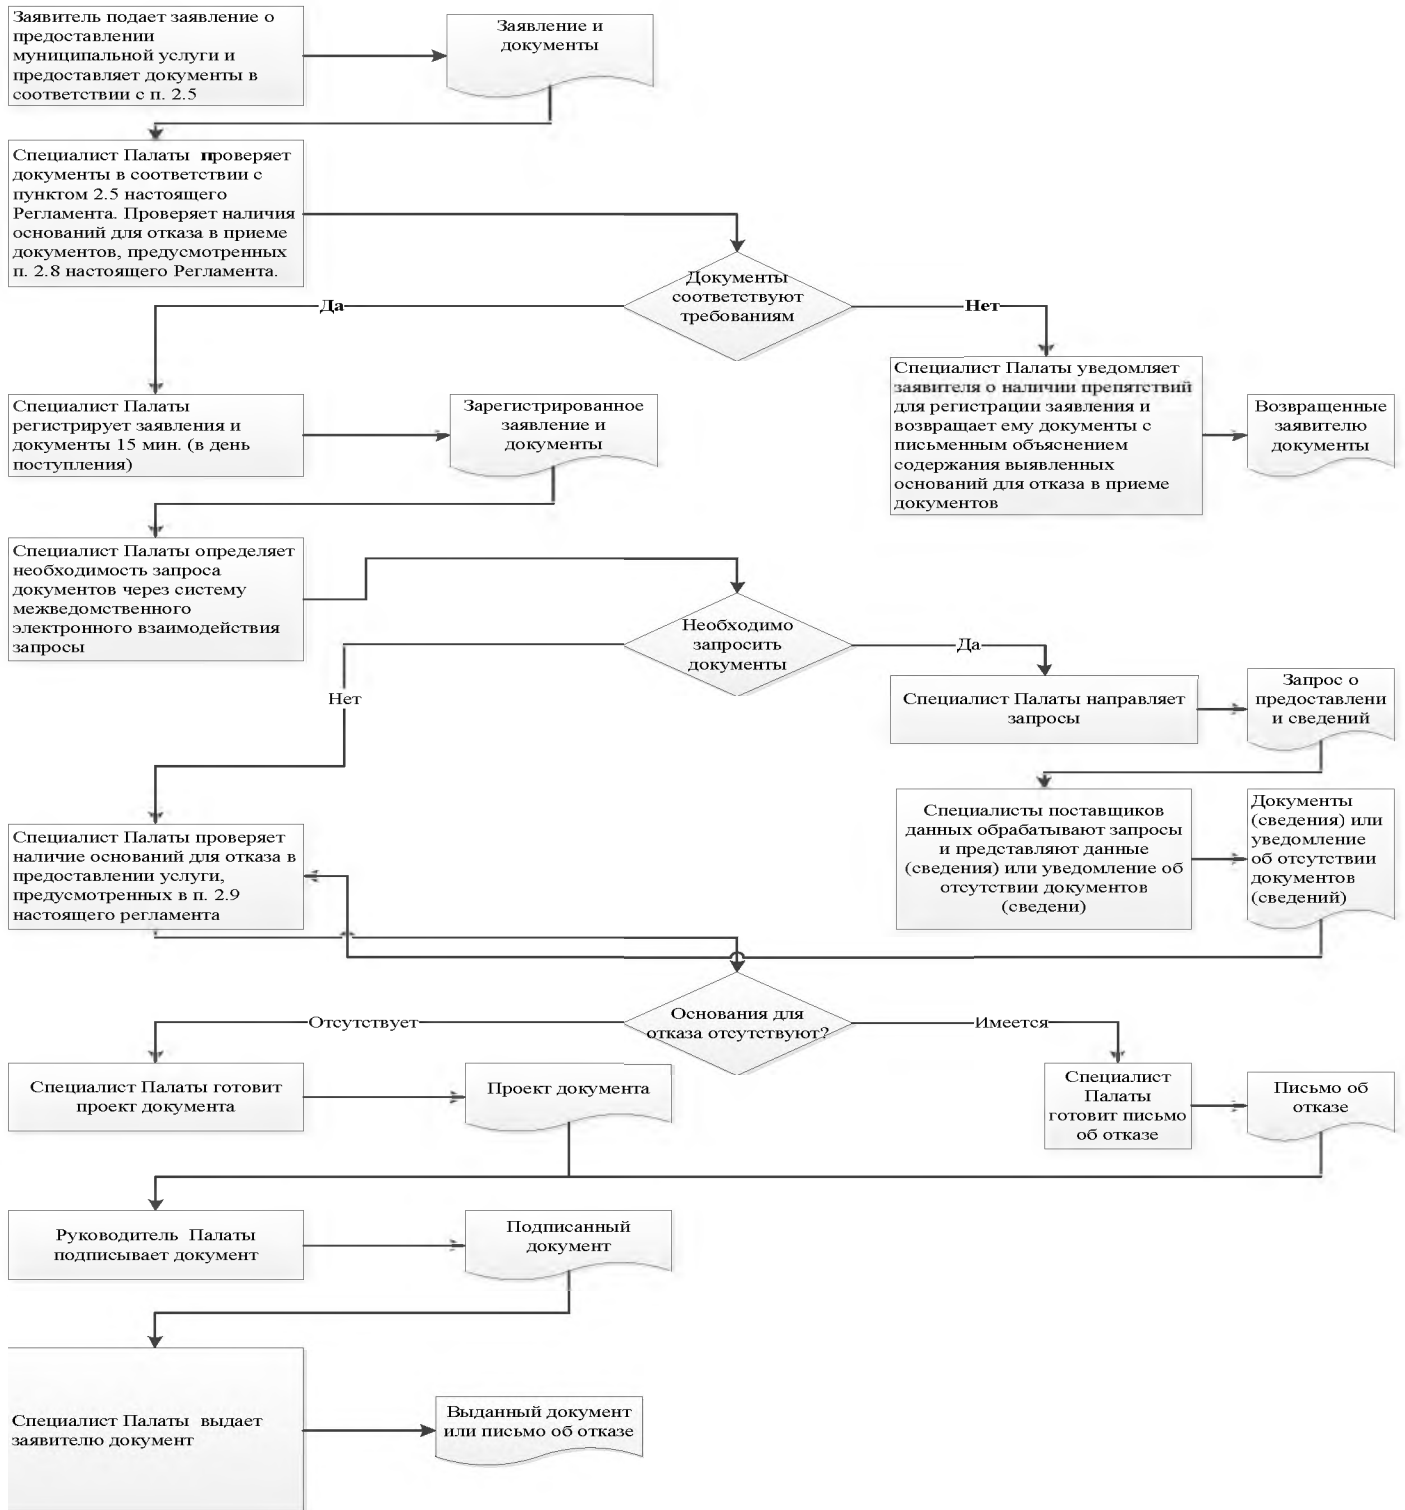 Заявитель подает заявление о
предоставлении
муниципальной услуги и
предоставляет документы в
соответствии с п. 2.5
Заявление и
документы
Специалист Палаты проверяет
документы в соответствии с
пунктом 2.5 настоящего
Регламента. Проверяет наличия
оснований для отказа в приеме
документов, предусмотренных
п. 2.8 настоящего Регламента.
Документы
соответствуют
требованиям
Да
Нет
Специалист Палаты
регистрирует заявления и
документы 15 мин. (в день
поступления)
Зарегистрированное
заявление и
документы
Специалист Палаты уведомляет
заявителя о наличии препятствий
для регистрации заявления и
возвращает ему документы с
письменным объяснением
содержания выявленных
оснований для отказа в приеме
документов
Возвращенные
заявителю
документы
Специалист Палаты определяет
необходимость запроса
документов через систему
межведомственного
электронного взаимодействия
запросы
Необходимо
запросить
документы
Да
Нет
Специалист Палаты направляет
запросы
Запрос о
предоставлени
и сведений
Специалист Палаты проверяет
наличие оснований для отказа в
предоставлении услуги,
предусмотренных в п. 2.9
настоящего регламента
Специалисты поставщиков
данных обрабатывают запросы
и представляют данные
(сведения) или уведомление об
отсутствии документов
(сведени)
Документы
(сведения) или
уведомление
об отсутствии
документов
(сведений)
Основания для
отказа отсутствуют?
Отсутствует
Имеется
Специалист Палаты готовит
проект документа
Проект документа
Специалист
Палаты
готовит письмо
об отказе
Письмо об
отказе
Руководитель Палаты
подписывает документ
Подписанный
документ
Специалист Палаты выдает
заявителю документ
Выданный документ
или письмо об отказе